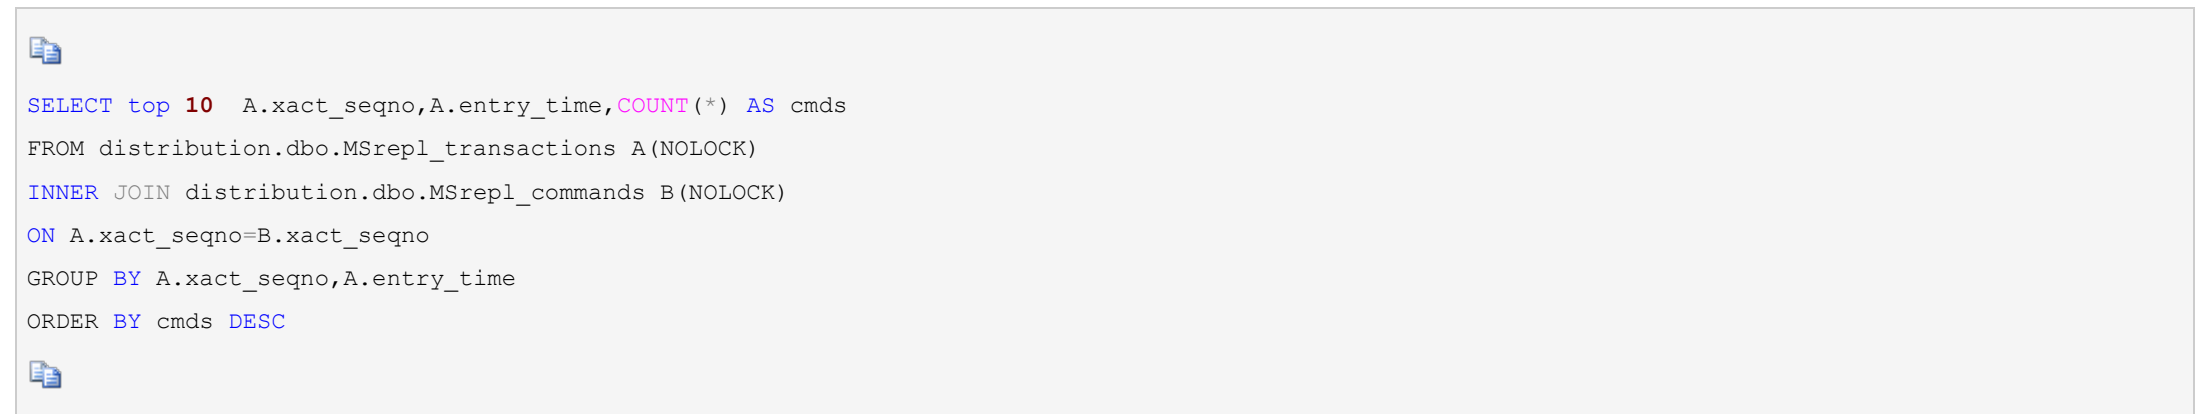 SELECT top 10  A.xact_seqno,A.entry_time,COUNT(*) AS cmds
FROM distribution.dbo.MSrepl_transactions A(NOLOCK)
INNER JOIN distribution.dbo.MSrepl_commands B(NOLOCK)
ON A.xact_seqno=B.xact_seqno
GROUP BY A.xact_seqno,A.entry_time
ORDER BY cmds DESC